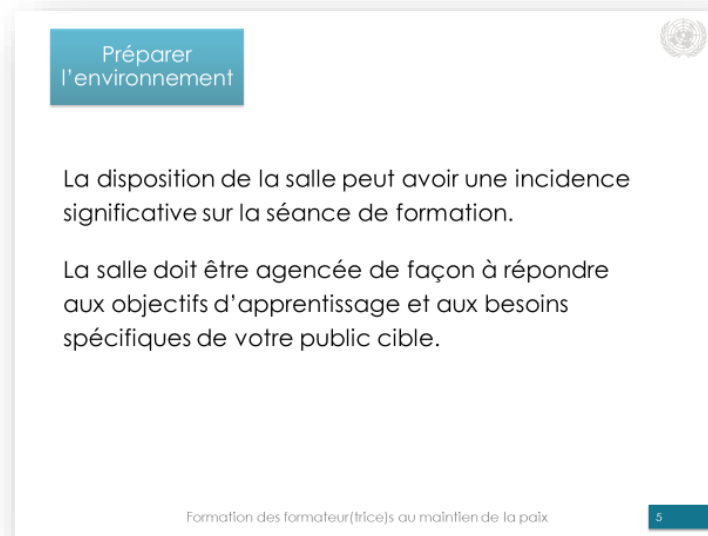 Préparer
l’environnement
La disposition de la salle peut avoir une incidence
significative sur la séance de formation.
La salle doit être agencée de façon à répondre
aux objectifs d’apprentissage et aux besoins
spécifiques de votre public cible.
Formation des formateur(trice)s au maintien de la paix
5